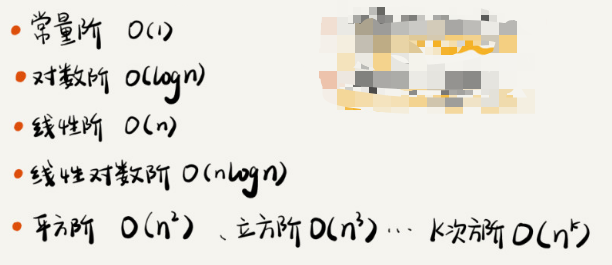 常量阶 O(1)
对数阶 O(logn)
线性阶 O(n)
线性对数阶 O(nlogn)
平方阶 O(n²)、立方阶 O(n³)… K次方阶 O(nᵏ)